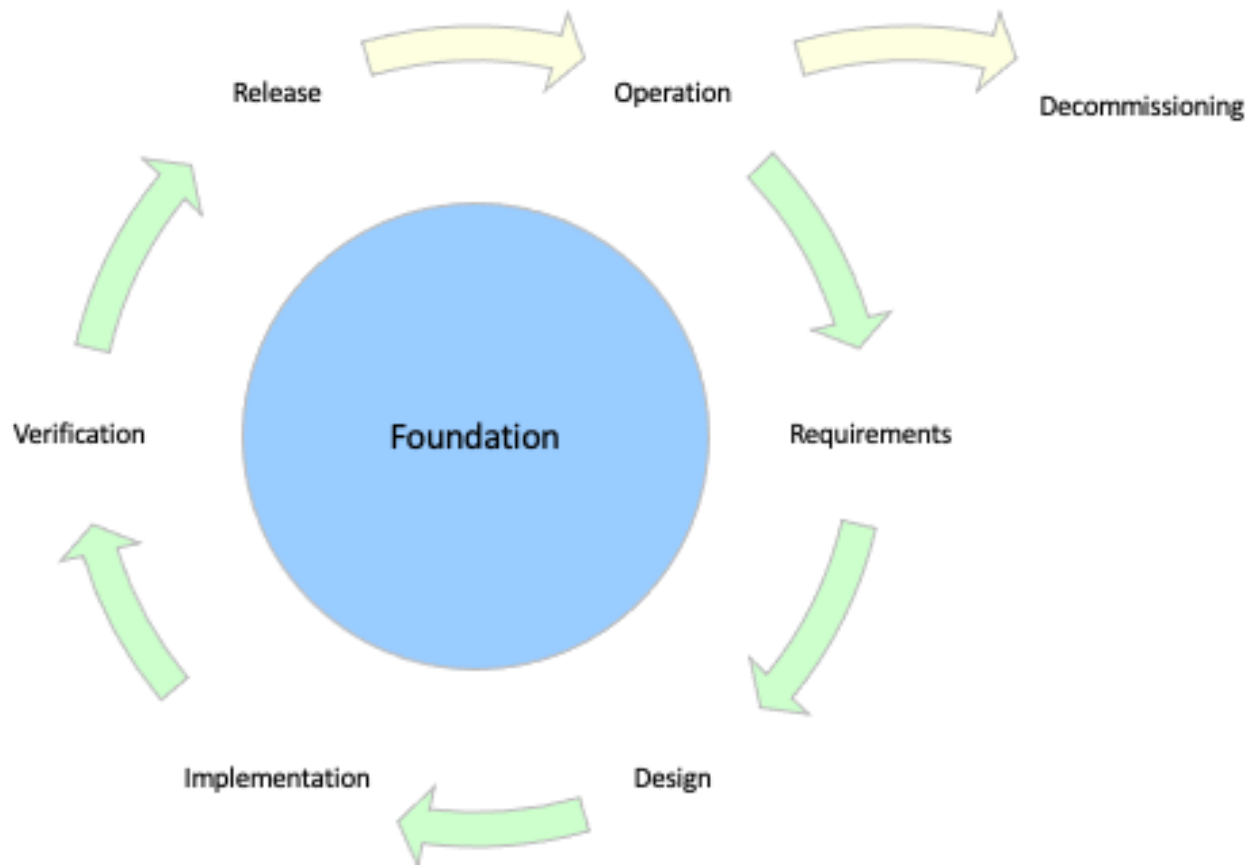 Release
Operation
Decommissioning
Verification
Foundation
Requirements
Implementation
Design